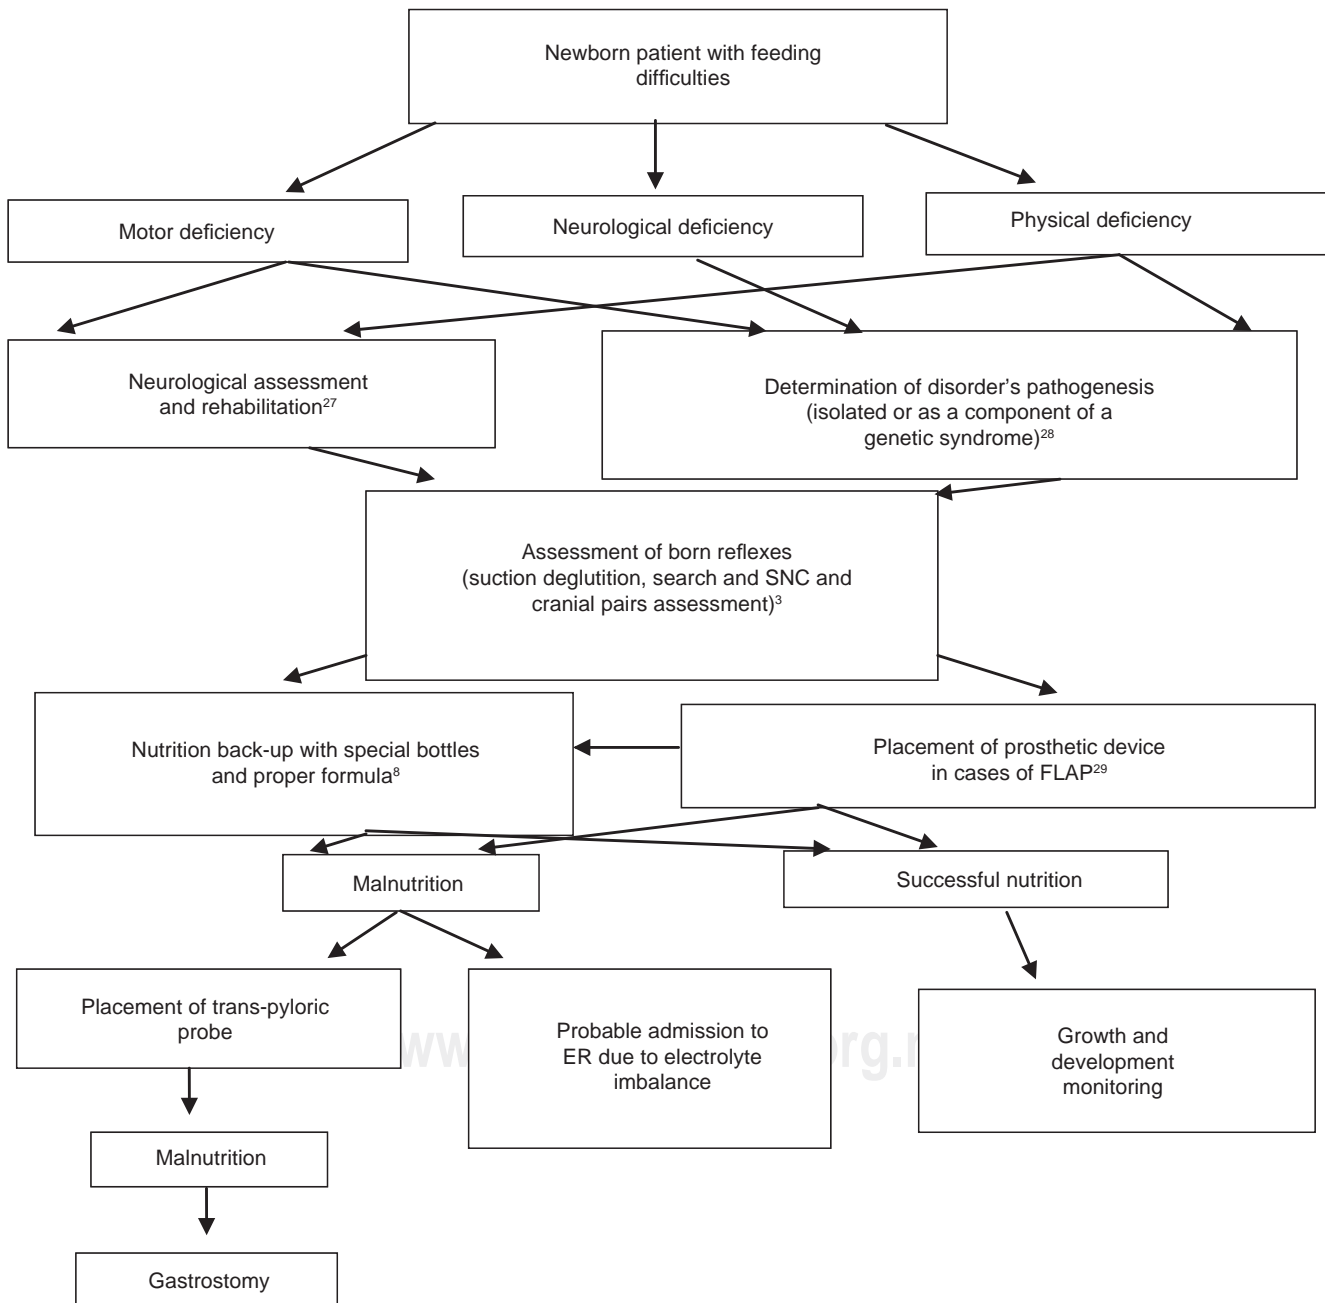 Newborn patient with feeding
difficulties
Motor deficiency
Neurological deficiency
Physical deficiency
Neurological assessment
and rehabilitation²⁷
Determination of disorder's pathogenesis
(isolated or as a component of a
genetic syndrome)²⁸
Assessment of born reflexes
(suction deglutition, search and SNC and
cranial pairs assessment)³
Nutrition back-up with special bottles
and proper formula⁸
Placement of prosthetic device
in cases of FLAP²⁹
Malnutrition
Successful nutrition
Placement of trans-pyloric
probe
Probable admission to
ER due to electrolyte
imbalance
Growth and
development
monitoring
Malnutrition
Gastrostomy